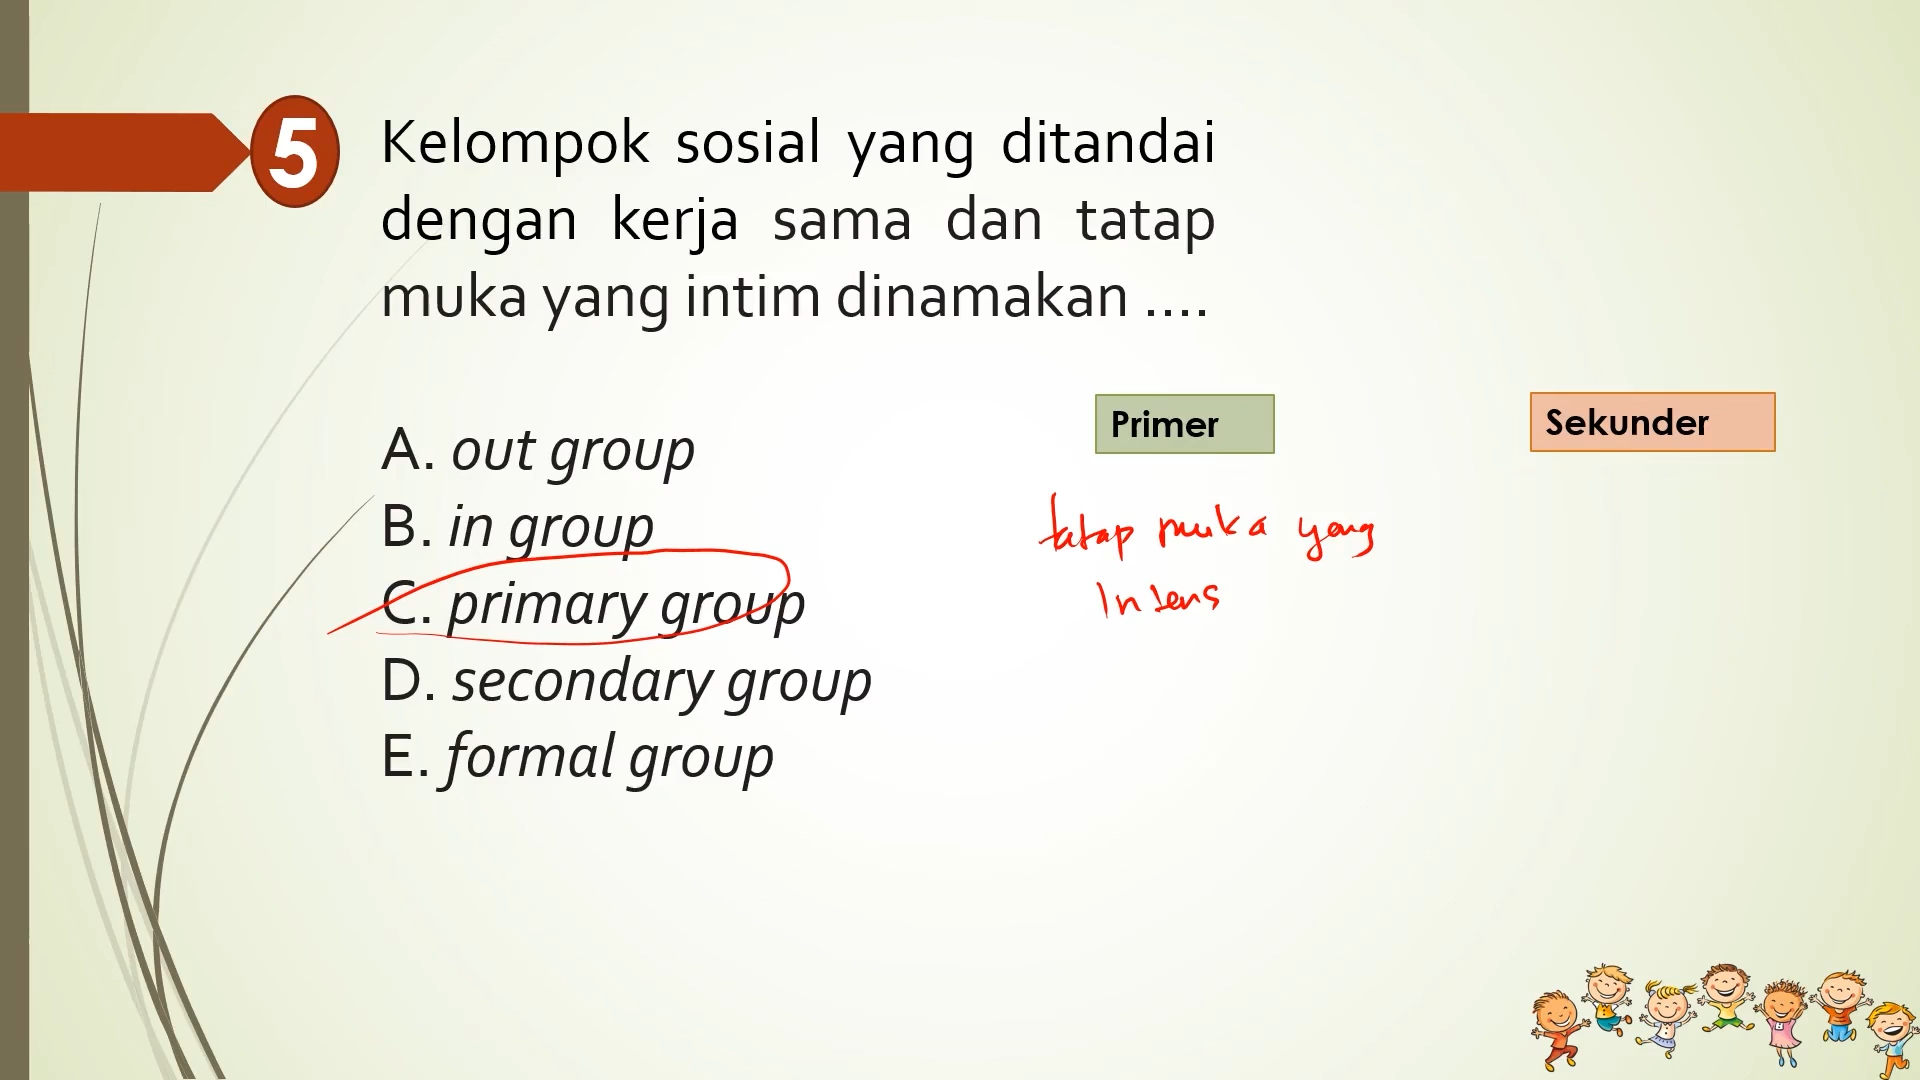 5
Kelompok sosial yang ditandai
dengan kerja sama dan tatap
muka yang intim dinamakan ....
A. out group
B. in group
C. primary group
D. secondary group
E. formal group
Primer
tatap muka yang
Intens
Sekunder